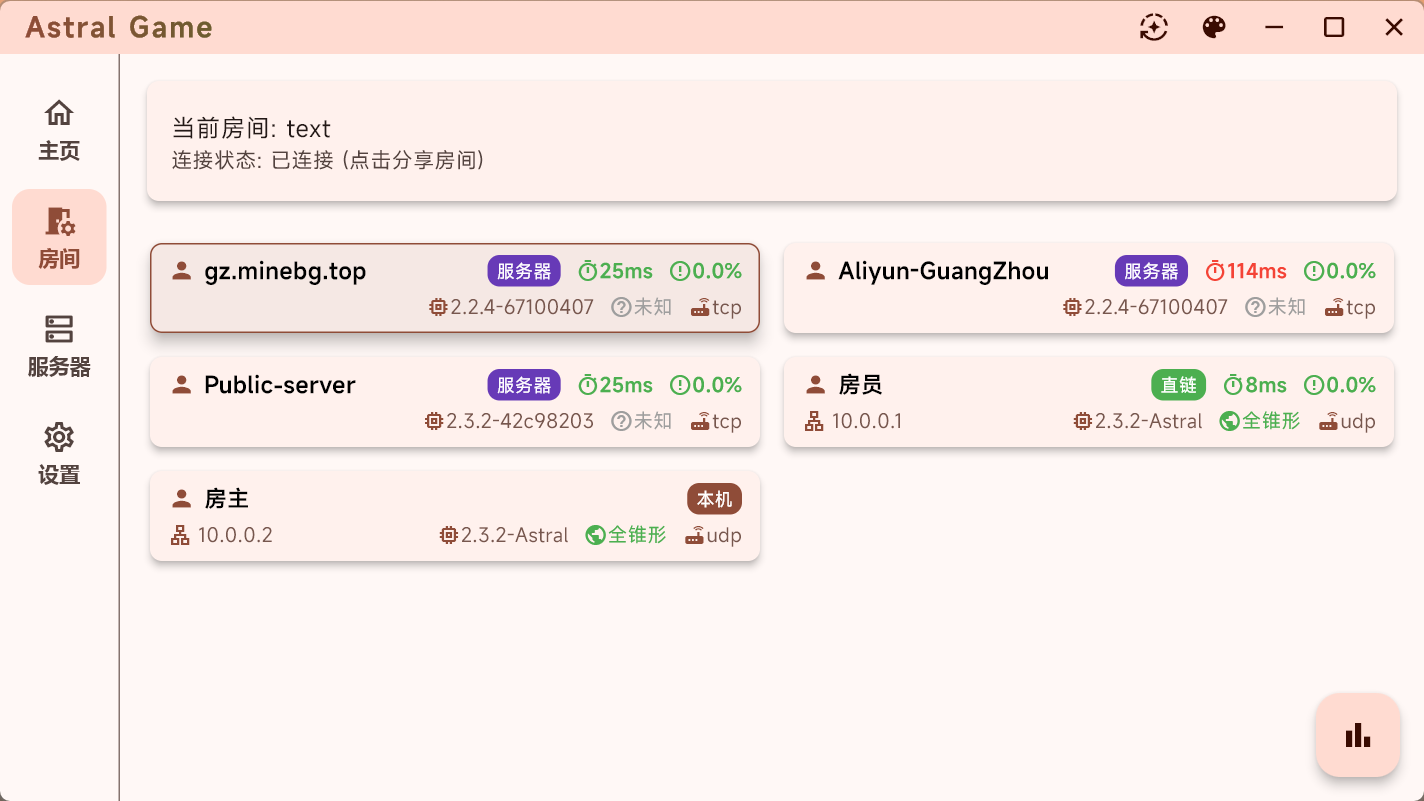 Astral Game
主页
房间
服务器
设置
当前房间: text
连接状态: 已连接 (点击分享房间)
gz.minebg.top 服务器 25ms 0.0%
2.2.4-67100407 未知 tcp
Aliyun-GuangZhou 服务器 114ms 0.0%
2.2.4-67100407 未知 tcp
Public-server 服务器 25ms 0.0%
2.3.2-42c98203 未知 tcp
房员 直链 8ms 0.0%
10.0.0.1 2.3.2-Astral 全锥形 udp
房主 本机
10.0.0.2 2.3.2-Astral 全锥形 udp